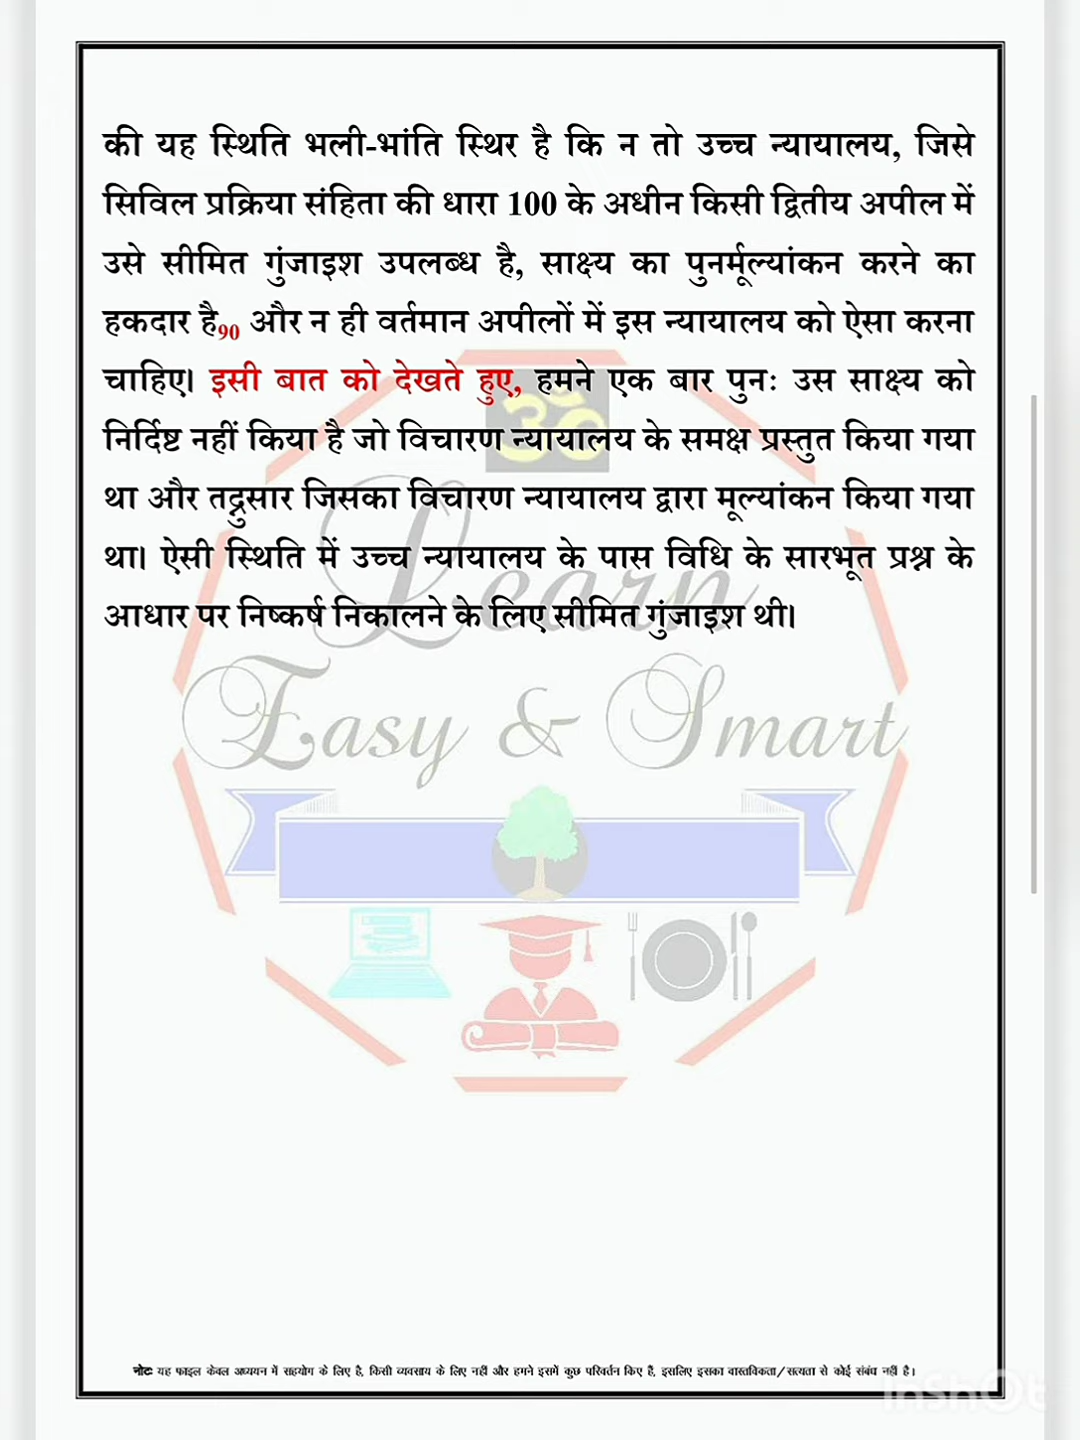 की यह स्थिति भली-भांति स्थिर है कि न तो उच्च न्यायालय, जिसे
सिविल प्रक्रिया संहिता की धारा 100 के अधीन किसी द्वितीय अपील में
उसे सीमित गुंजाइश उपलब्ध है, साक्ष्य का पुनर्मूल्यांकन करने का
हकदार है90 और न ही वर्तमान अपीलों में इस न्यायालय को ऐसा करना
चाहिए। इसी बात को देखते हुए, हमने एक बार पुनः उस साक्ष्य को
निर्दिष्ट नहीं किया है जो विचारण न्यायालय के समक्ष प्रस्तुत किया गया
था और तद्नुसार जिसका विचारण न्यायालय द्वारा मूल्यांकन किया गया
था। ऐसी स्थिति में उच्च न्यायालय के पास विधि के सारभूत प्रश्न के
आधार पर निष्कर्ष निकालने के लिए सीमित गुंजाइश थी।
ॐ
Learn
Easy & Smart
नोटः यह फाइल केवल अध्ययन में सहयोग के लिए है, किसी व्यवसाय के लिए नहीं और हमने इसमें कुछ परिवर्तन किए हैं, इसलिए इसका वास्तविकता/सत्यता से कोई संबंध नहीं है।
InShOt